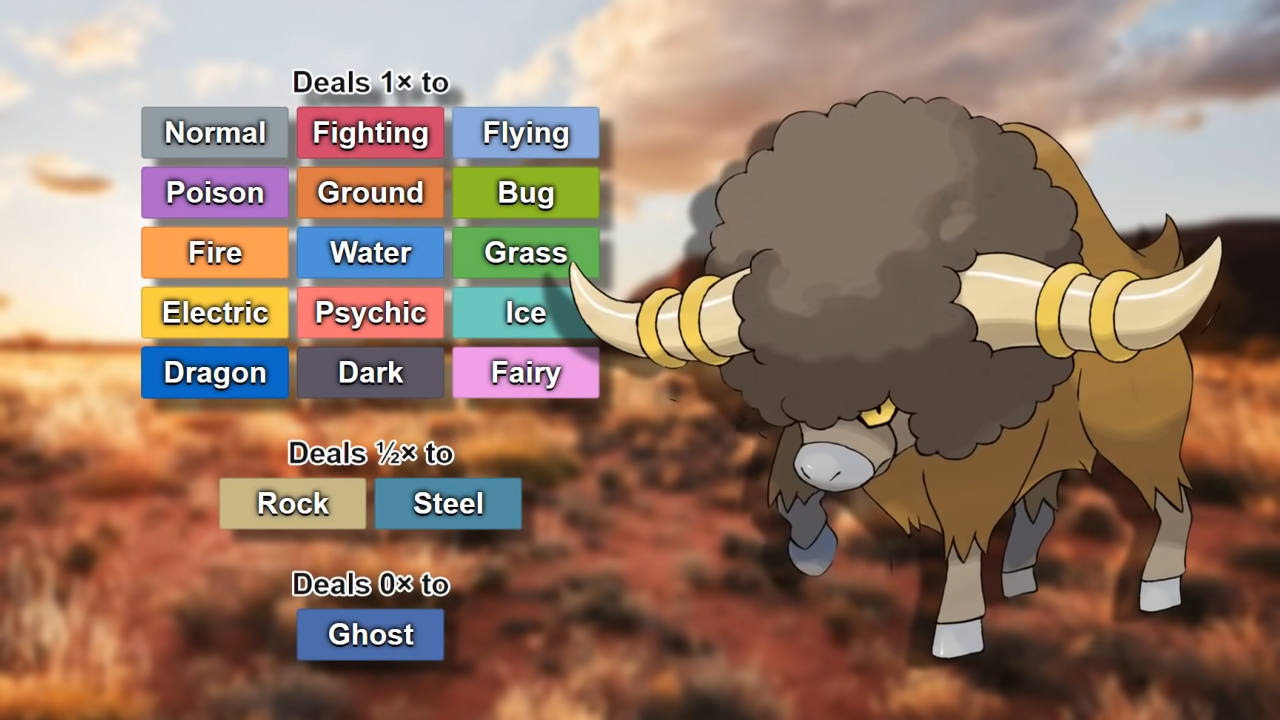 Deals 1× to
Normal Fighting Flying
Poison Ground Bug
Fire Water Grass
Electric Psychic Ice
Dragon Dark Fairy
Deals ½× to
Rock Steel
Deals 0× to
Ghost